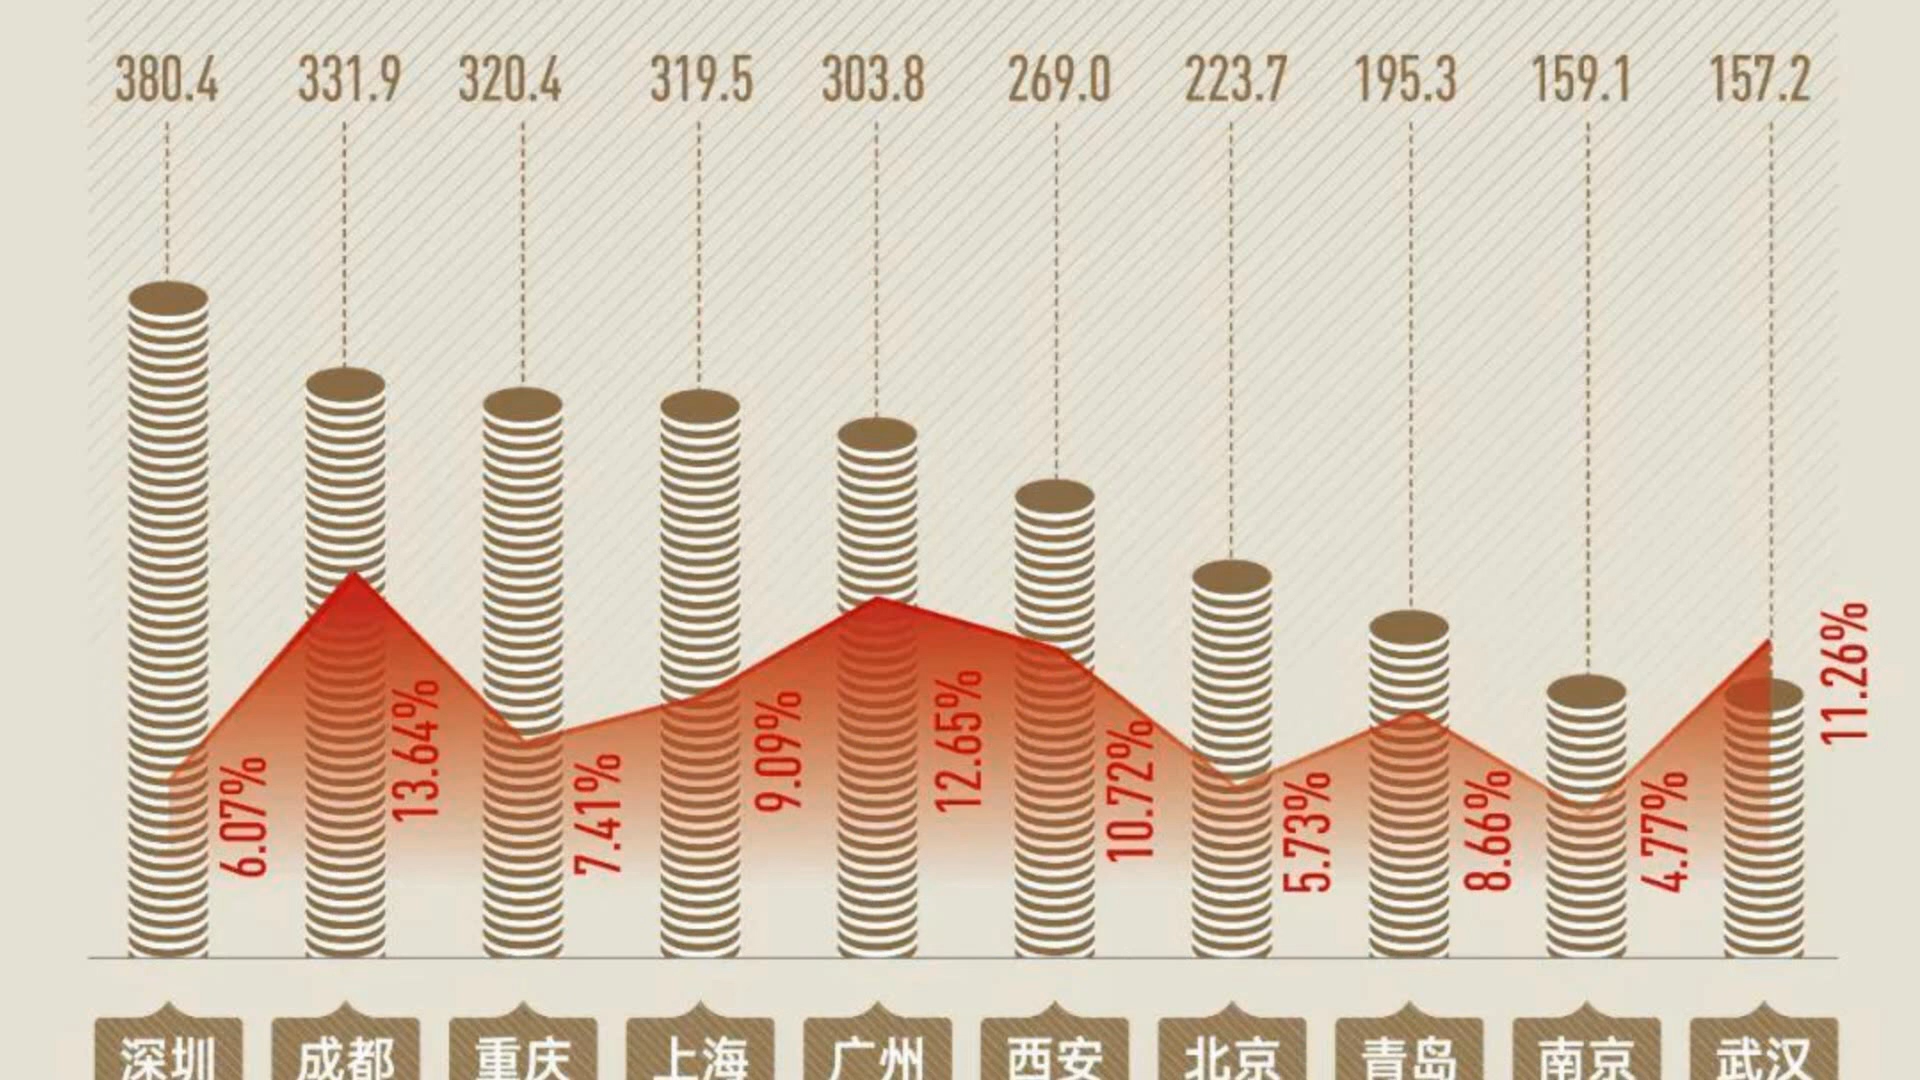 380.4 331.9 320.4 319.5 303.8 269.0 223.7 195.3 159.1 157.2
6.07% 13.64% 7.41% 9.09% 12.65% 10.72% 5.73% 8.66% 4.77% 11.26%
深圳 成都 重庆 上海 广州 西安 北京 青岛 南京 武汉